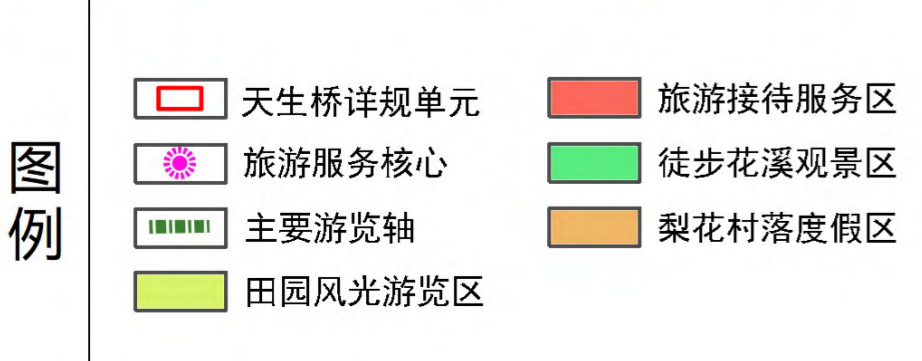 图例
天生桥详规单元
旅游服务核心
主要游览轴
田园风光游览区
旅游接待服务区
徒步花溪观景区
梨花村落度假区